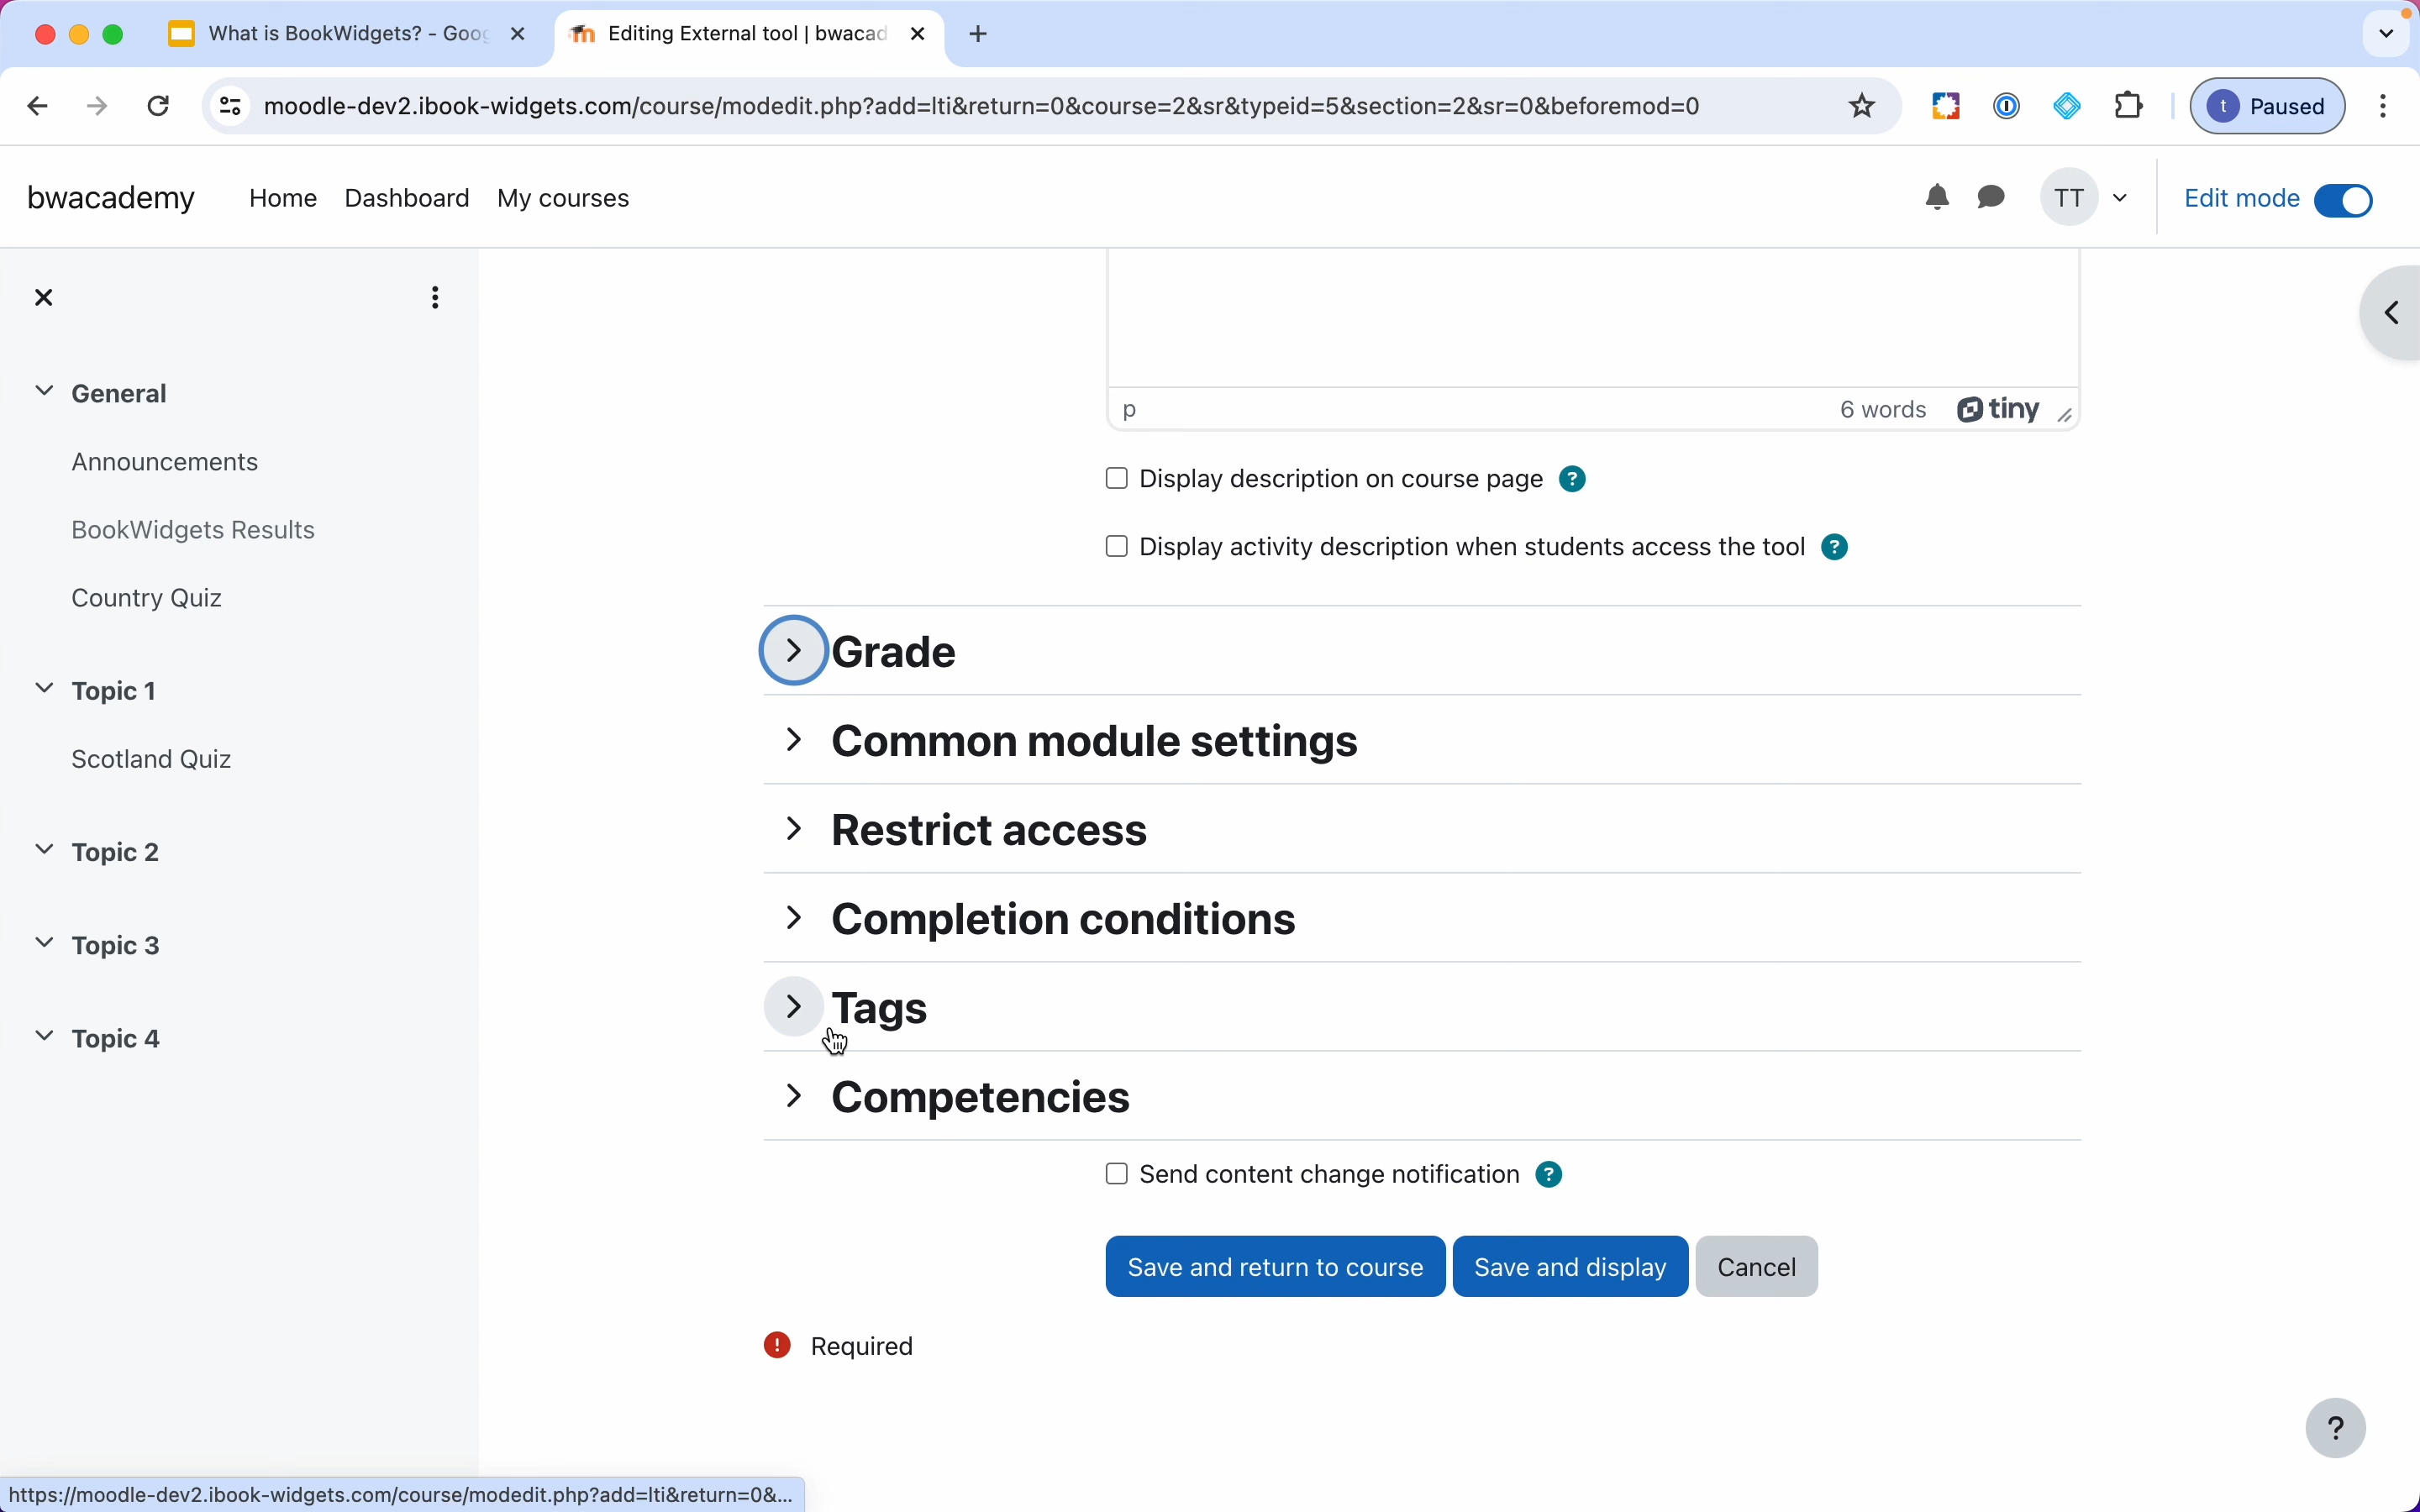 What is BookWidgets? - Goog
Editing External tool | bwacad
moodle-dev2.ibook-widgets.com/course/modedit.php?add=lti&return=0&course=2&sr&typeid=5&section=2&sr=0&beforemod=0
t Paused
bwacademy
Home
Dashboard
My courses
TT
Edit mode
General
Announcements
BookWidgets Results
Country Quiz
Topic 1
Scotland Quiz
Topic 2
Topic 3
Topic 4
p
6 words
tiny
Display description on course page ?
Display activity description when students access the tool ?
Grade
Common module settings
Restrict access
Completion conditions
Tags
Competencies
Send content change notification ?
Save and return to course
Save and display
Cancel
! Required
?
https://moodle-dev2.ibook-widgets.com/course/modedit.php?add=lti&return=0&...